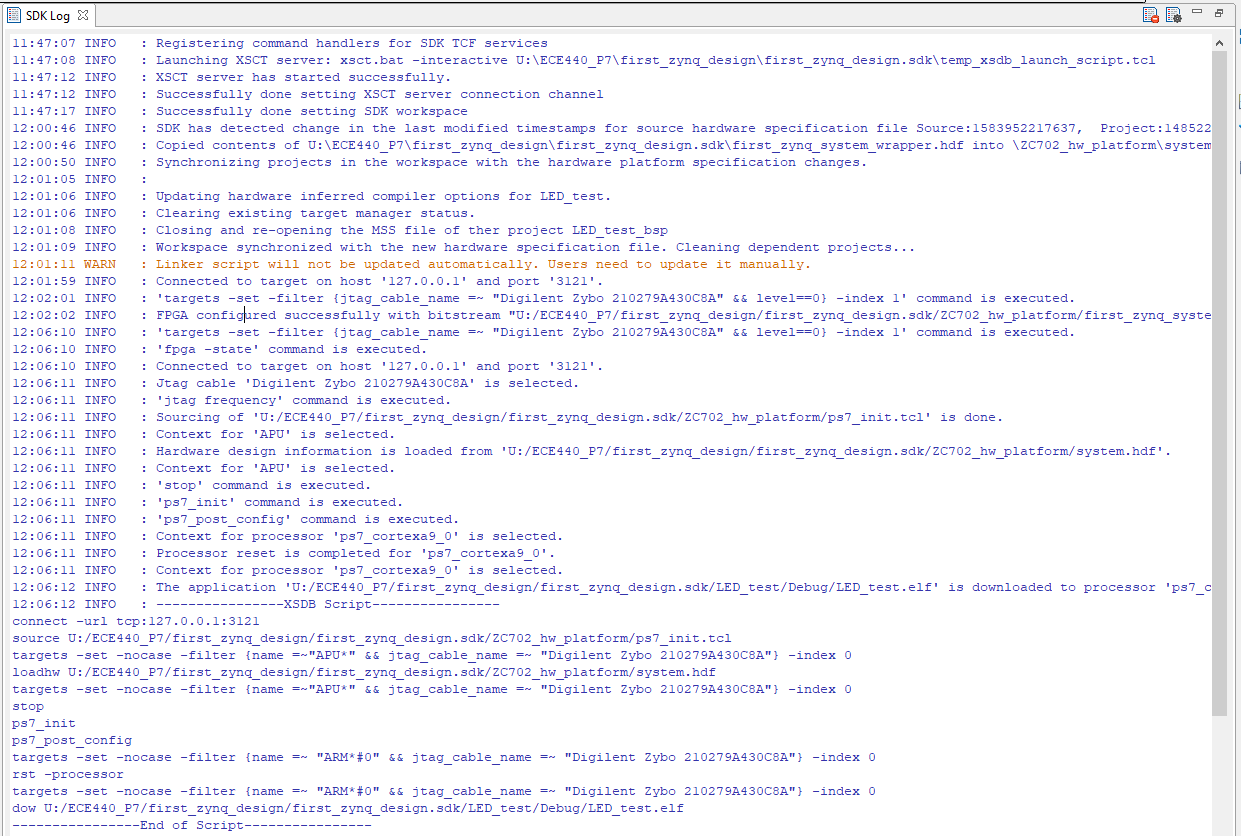 SDK Log
11:47:07 INFO : Registering command handlers for SDK TCF services
11:47:08 INFO : Launching XSCT server: xsct.bat -interactive U:\ECE440_P7\first_zynq_design\first_zynq_design.sdk\temp_xsdb_launch_script.tcl
11:47:12 INFO : XSCT server has started successfully.
11:47:12 INFO : Successfully done setting XSCT server connection channel
11:47:17 INFO : Successfully done setting SDK workspace
12:00:46 INFO : SDK has detected change in the last modified timestamps for source hardware specification file Source:1583952217637, Project:148522
12:00:46 INFO : Copied contents of U:\ECE440_P7\first_zynq_design\first_zynq_design.sdk\first_zynq_system_wrapper.hdf into \ZC702_hw_platform\system
12:00:50 INFO : Synchronizing projects in the workspace with the hardware platform specification changes.
12:01:05 INFO :
12:01:06 INFO : Updating hardware inferred compiler options for LED_test.
12:01:06 INFO : Clearing existing target manager status.
12:01:08 INFO : Closing and re-opening the MSS file of ther project LED_test_bsp
12:01:09 INFO : Workspace synchronized with the new hardware specification file. Cleaning dependent projects...
12:01:11 WARN : Linker script will not be updated automatically. Users need to update it manually.
12:01:59 INFO : Connected to target on host '127.0.0.1' and port '3121'.
12:02:01 INFO : 'targets -set -filter {jtag_cable_name =~ "Digilent Zybo 210279A430C8A" && level==0} -index 1' command is executed.
12:02:02 INFO : FPGA configured successfully with bitstream "U:/ECE440_P7/first_zynq_design/first_zynq_design.sdk/ZC702_hw_platform/first_zynq_syste
12:06:10 INFO : 'targets -set -filter {jtag_cable_name =~ "Digilent Zybo 210279A430C8A" && level==0} -index 1' command is executed.
12:06:10 INFO : 'fpga -state' command is executed.
12:06:10 INFO : Connected to target on host '127.0.0.1' and port '3121'.
12:06:11 INFO : Jtag cable 'Digilent Zybo 210279A430C8A' is selected.
12:06:11 INFO : 'jtag frequency' command is executed.
12:06:11 INFO : Sourcing of 'U:/ECE440_P7/first_zynq_design/first_zynq_design.sdk/ZC702_hw_platform/ps7_init.tcl' is done.
12:06:11 INFO : Context for 'APU' is selected.
12:06:11 INFO : Hardware design information is loaded from 'U:/ECE440_P7/first_zynq_design/first_zynq_design.sdk/ZC702_hw_platform/system.hdf'.
12:06:11 INFO : Context for 'APU' is selected.
12:06:11 INFO : 'stop' command is executed.
12:06:11 INFO : 'ps7_init' command is executed.
12:06:11 INFO : 'ps7_post_config' command is executed.
12:06:11 INFO : Context for processor 'ps7_cortexa9_0' is selected.
12:06:11 INFO : Processor reset is completed for 'ps7_cortexa9_0'.
12:06:11 INFO : Context for processor 'ps7_cortexa9_0' is selected.
12:06:12 INFO : The application 'U:/ECE440_P7/first_zynq_design/first_zynq_design.sdk/LED_test/Debug/LED_test.elf' is downloaded to processor 'ps7_c
12:06:12 INFO : ----------------XSDB Script----------------
connect -url tcp:127.0.0.1:3121
source U:/ECE440_P7/first_zynq_design/first_zynq_design.sdk/ZC702_hw_platform/ps7_init.tcl
targets -set -nocase -filter {name =~"APU*" && jtag_cable_name =~ "Digilent Zybo 210279A430C8A"} -index 0
loadhw U:/ECE440_P7/first_zynq_design/first_zynq_design.sdk/ZC702_hw_platform/system.hdf
targets -set -nocase -filter {name =~"APU*" && jtag_cable_name =~ "Digilent Zybo 210279A430C8A"} -index 0
stop
ps7_init
ps7_post_config
targets -set -nocase -filter {name =~ "ARM*#0" && jtag_cable_name =~ "Digilent Zybo 210279A430C8A"} -index 0
rst -processor
targets -set -nocase -filter {name =~ "ARM*#0" && jtag_cable_name =~ "Digilent Zybo 210279A430C8A"} -index 0
dow U:/ECE440_P7/first_zynq_design/first_zynq_design.sdk/LED_test/Debug/LED_test.elf
----------------End of Script----------------